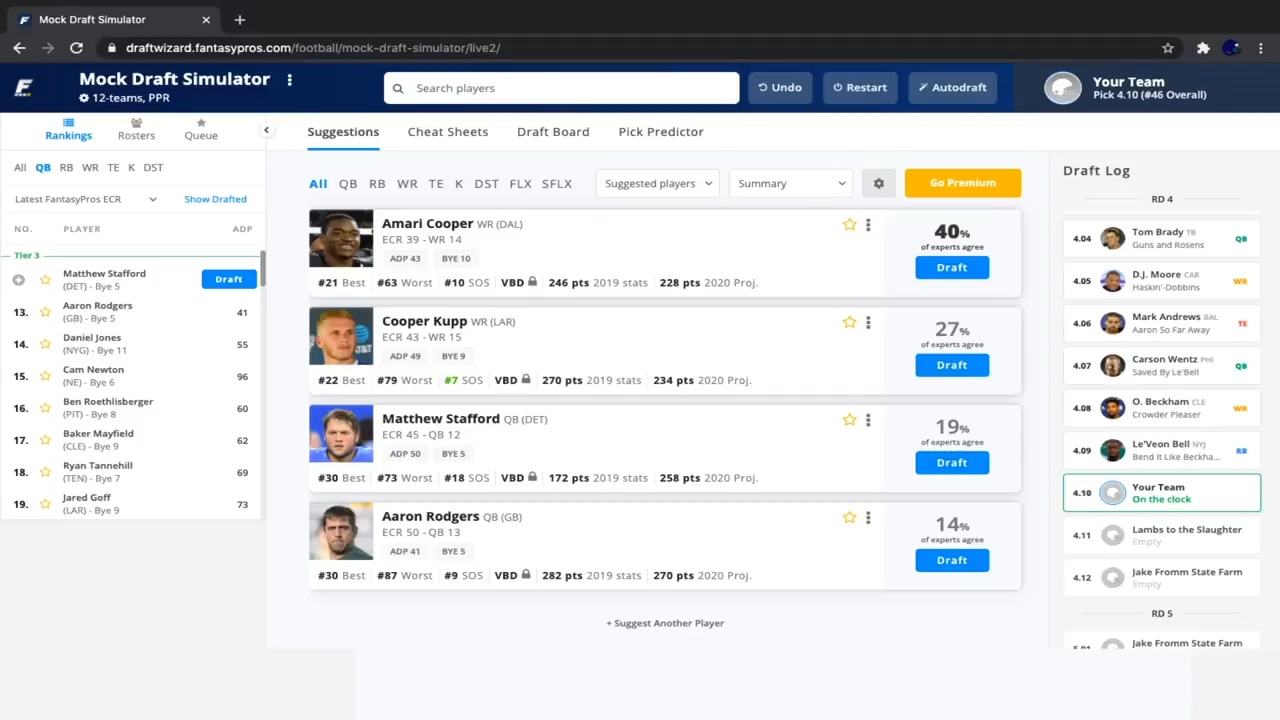 Mock Draft Simulator
draftwizard.fantasypros.com/football/mock-draft-simulator/live2/
Mock Draft Simulator
12-teams, PPR
Search players
Undo
Restart
Autodraft
Your Team
Pick 4.10 (#46 Overall)
Rankings
Rosters
Queue
All QB RB WR TE K DST
Latest FantasyPros ECR
Show Drafted
NO. PLAYER ADP
Tier 3
Matthew Stafford
(DET) - Bye 5
Draft
13. Aaron Rodgers 41
(GB) - Bye 5
14. Daniel Jones 55
(NYG) - Bye 11
15. Cam Newton 96
(NE) - Bye 6
16. Ben Roethlisberger 60
(PIT) - Bye 8
17. Baker Mayfield 62
(CLE) - Bye 9
18. Ryan Tannehill 69
(TEN) - Bye 7
19. Jared Goff 73
(LAR) - Bye 9
Suggestions Cheat Sheets Draft Board Pick Predictor
All QB RB WR TE K DST FLX SFLX
Suggested players
Summary
Go Premium
Amari Cooper WR (DAL)
ECR 39 - WR 14
ADP 43 BYE 10
#21 Best #63 Worst #10 SOS VBD 246 pts 2019 stats 228 pts 2020 Proj.
40%
of experts agree
Draft
Cooper Kupp WR (LAR)
ECR 43 - WR 15
ADP 49 BYE 9
#22 Best #79 Worst #7 SOS VBD 270 pts 2019 stats 234 pts 2020 Proj.
27%
of experts agree
Draft
Matthew Stafford QB (DET)
ECR 45 - QB 12
ADP 50 BYE 5
#30 Best #73 Worst #18 SOS VBD 172 pts 2019 stats 258 pts 2020 Proj.
19%
of experts agree
Draft
Aaron Rodgers QB (GB)
ECR 50 - QB 13
ADP 41 BYE 5
#30 Best #87 Worst #9 SOS VBD 282 pts 2019 stats 270 pts 2020 Proj.
14%
of experts agree
Draft
+ Suggest Another Player
Draft Log
RD 4
4.04 Tom Brady TB QB
Guns and Rosens
4.05 D.J. Moore CAR WR
Haskin-Dobbins
4.06 Mark Andrews BAL TE
Aaron So Far Away
4.07 Carson Wentz PHI QB
Saved By Le'Bell
4.08 O. Beckham CLE WR
Crowder Pleaser
4.09 Le'Veon Bell NYJ RB
Bend It Like Beckha...
4.10 Your Team
On the clock
4.11 Lambs to the Slaughter
Empty
4.12 Jake Fromm State Farm
Empty
RD 5
5.01 Jake Fromm State Farm